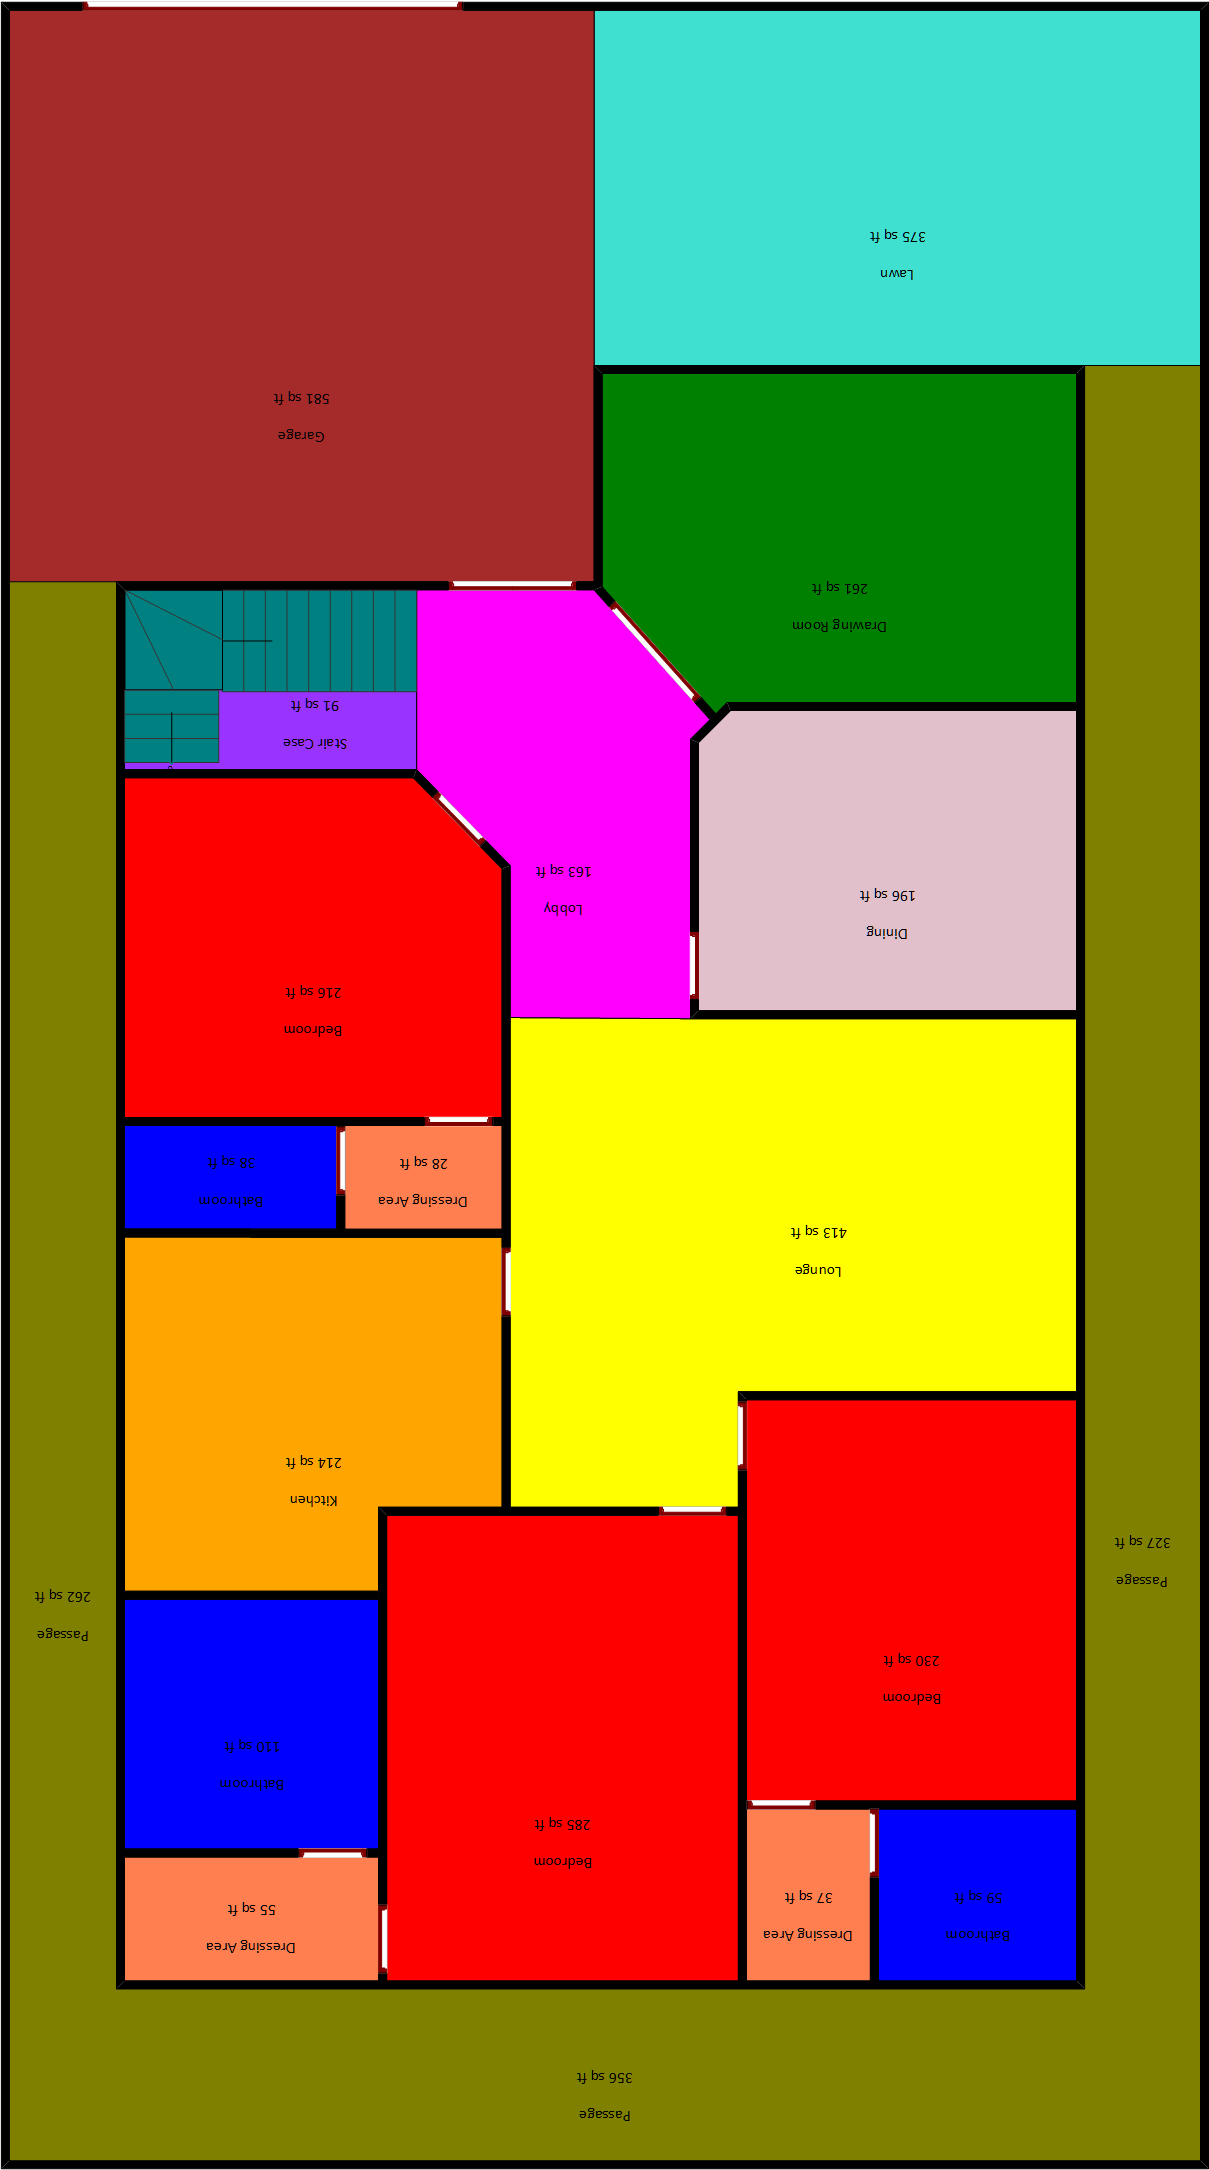 Passage
356 sq ft
Bathroom
59 sq ft
Dressing Area
37 sq ft
Dressing Area
55 sq ft
Bedroom
285 sq ft
Bathroom
110 sq ft
Bedroom
230 sq ft
Passage
262 sq ft
Passage
327 sq ft
Kitchen
214 sq ft
Lounge
413 sq ft
Dressing Area
28 sq ft
Bathroom
38 sq ft
Bedroom
216 sq ft
Dining
196 sq ft
Lobby
163 sq ft
Stair Case
91 sq ft
Drawing Room
261 sq ft
Garage
581 sq ft
Lawn
375 sq ft